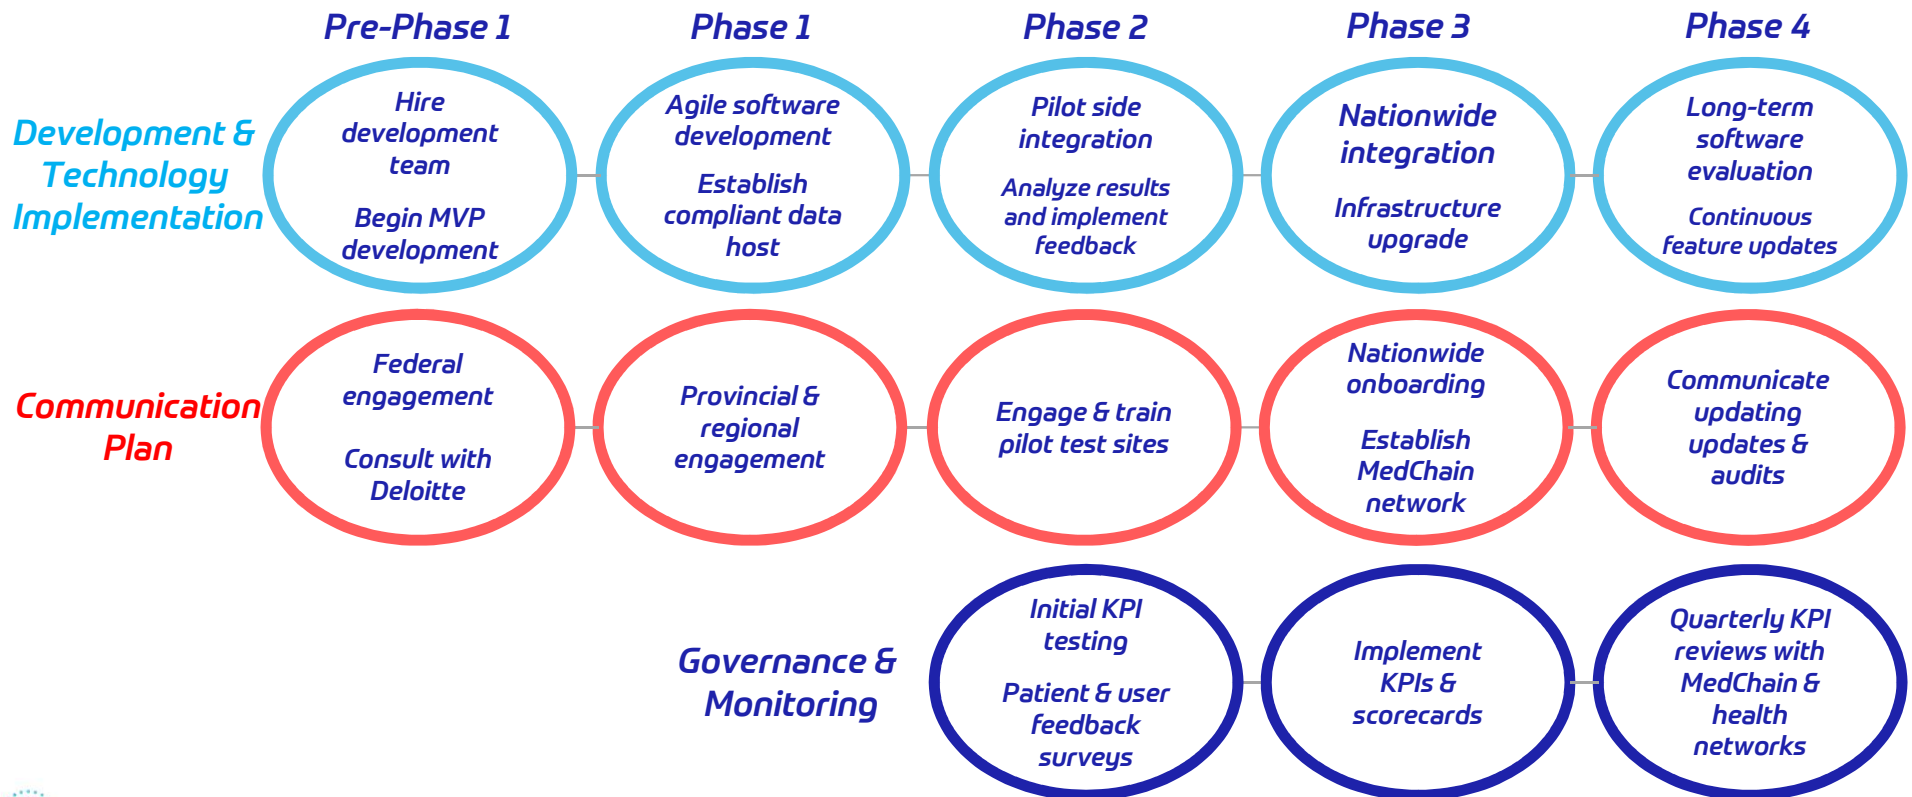 Pre-Phase 1
Phase 1
Phase 2
Phase 3
Phase 4
Development &
Technology
Implementation
Hire
development
team
Begin MVP
development
Agile software
development
Establish
compliant data
host
Pilot side
integration
Analyze results
and implement
feedback
Nationwide
integration
Infrastructure
upgrade
Long-term
software
evaluation
Continuous
feature updates
Communication
Plan
Federal
engagement
Consult with
Deloitte
Provincial &
regional
engagement
Engage & train
pilot test sites
Nationwide
onboarding
Establish
MedChain
network
Communicate
updating
updates &
audits
Governance &
Monitoring
Initial KPI
testing
Patient & user
feedback
surveys
Implement
KPIs &
scorecards
Quarterly KPI
reviews with
MedChain &
health
networks